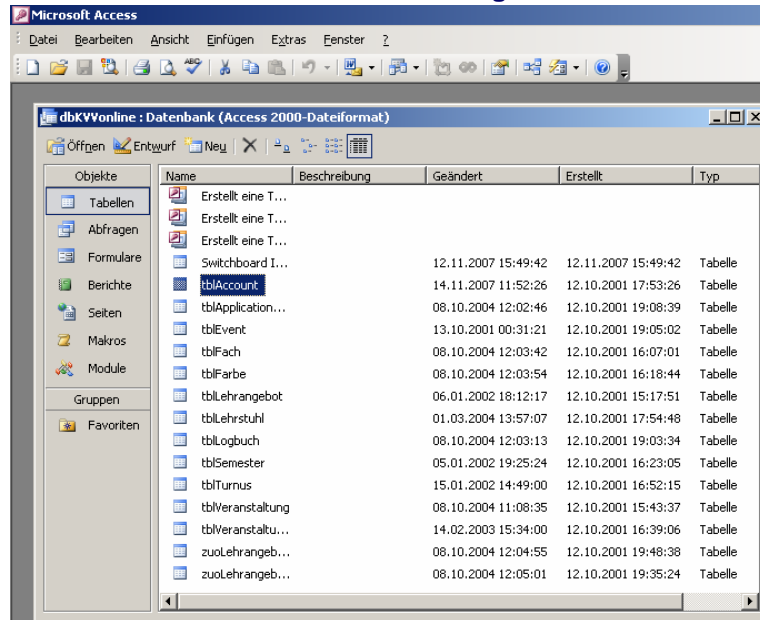 Microsoft Access
Datei Bearbeiten Ansicht Einfügen Extras Fenster ?
dbKVVonline : Datenbank (Access 2000-Dateiformat)
Öffnen Entwurf Neu
Objekte Name Beschreibung Geändert Erstellt Typ
Tabellen Erstellt eine T...
Abfragen Erstellt eine T...
Erstellt eine T...
Formulare Switchboard I... 12.11.2007 15:49:42 12.11.2007 15:49:42 Tabelle
Berichte tblAccount 14.11.2007 11:52:26 12.10.2001 17:53:26 Tabelle
Seiten tblApplication... 08.10.2004 12:02:46 12.10.2001 19:08:39 Tabelle
tblEvent 13.10.2001 00:31:21 12.10.2001 19:05:02 Tabelle
Makros tblFach 08.10.2004 12:03:42 12.10.2001 16:07:01 Tabelle
Module tblFarbe 08.10.2004 12:03:54 12.10.2001 16:18:44 Tabelle
Gruppen tblLehrangebot 06.01.2002 18:12:17 12.10.2001 15:17:51 Tabelle
Favoriten tblLehrstuhl 01.03.2004 13:57:07 12.10.2001 17:54:48 Tabelle
tblLogbuch 08.10.2004 12:03:13 12.10.2001 19:03:34 Tabelle
tblSemester 05.01.2002 19:25:24 12.10.2001 16:23:05 Tabelle
tblTurnus 15.01.2002 14:49:00 12.10.2001 16:52:15 Tabelle
tblVeranstaltung 08.10.2004 11:08:35 12.10.2001 15:43:37 Tabelle
tblVeranstaltu... 14.02.2003 15:34:00 12.10.2001 16:39:06 Tabelle
zuoLehrangeb... 08.10.2004 12:04:55 12.10.2001 19:48:38 Tabelle
zuoLehrangeb... 08.10.2004 12:05:01 12.10.2001 19:35:24 Tabelle